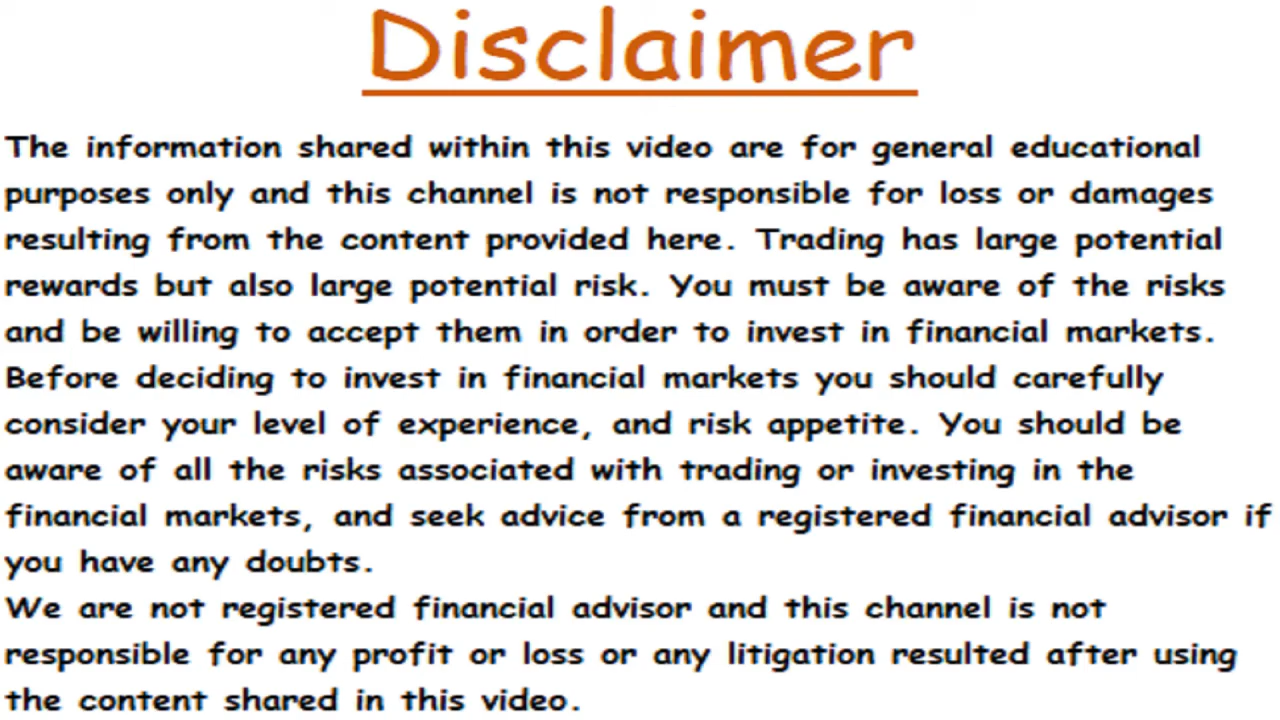 Disclaimer
The information shared within this video are for general educational
purposes only and this channel is not responsible for loss or damages
resulting from the content provided here. Trading has large potential
rewards but also large potential risk. You must be aware of the risks
and be willing to accept them in order to invest in financial markets.
Before deciding to invest in financial markets you should carefully
consider your level of experience, and risk appetite. You should be
aware of all the risks associated with trading or investing in the
financial markets, and seek advice from a registered financial advisor if
you have any doubts.
We are not registered financial advisor and this channel is not
responsible for any profit or loss or any litigation resulted after using
the content shared in this video.